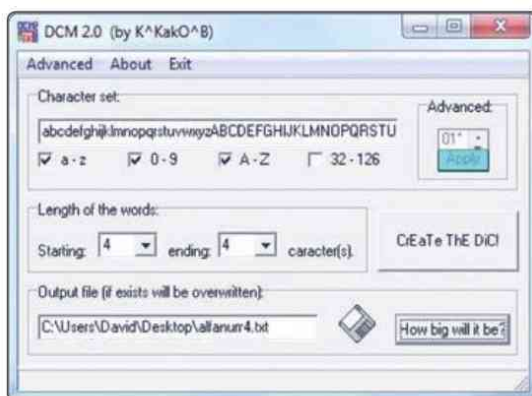 DCM 2.0 (by K^KakO^B)
Advanced About Exit
Character set:
abcdefghijklmnopqrstuvwxyzABCDEFGHIJKLMNOPQRSTU
a - z 0 - 9 A - Z 32 - 126
Advanced:
01*
Apply
Length of the words:
Starting: 4 ending: 4 caracter(s).
CrEaTe ThE DiC!
Output file (if exists will be overwritten):
C:\Users\David\Desktop\alfanum4.txt
How big will it be?